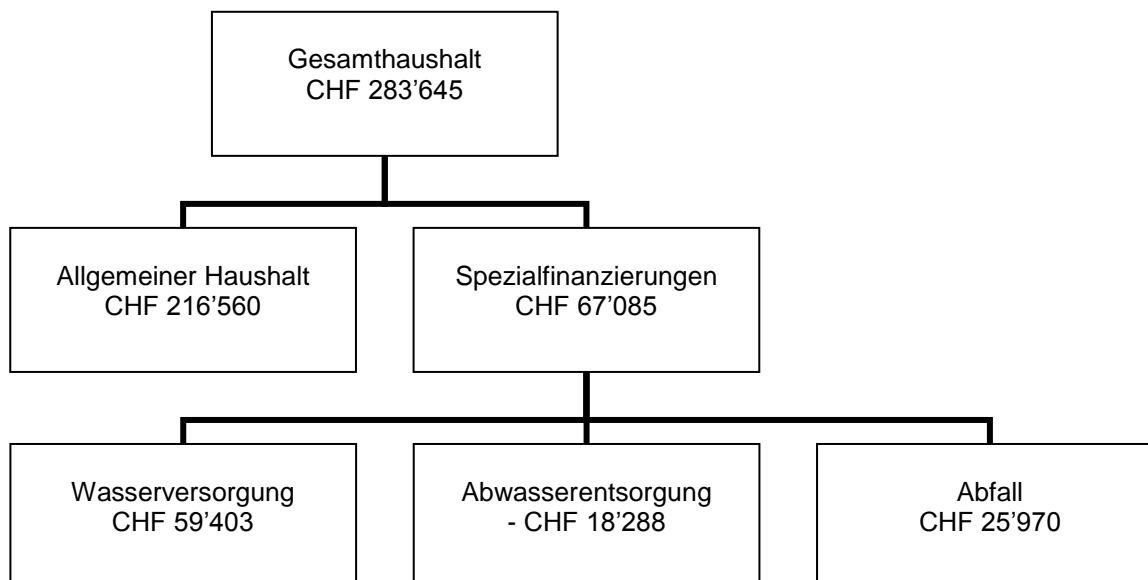 Gesamthaushalt
CHF 283’645
Allgemeiner Haushalt
CHF 216’560
Spezialfinanzierungen
CHF 67’085
Wasserversorgung
CHF 59’403
Abwasserentsorgung
- CHF 18’288
Abfall
CHF 25’970